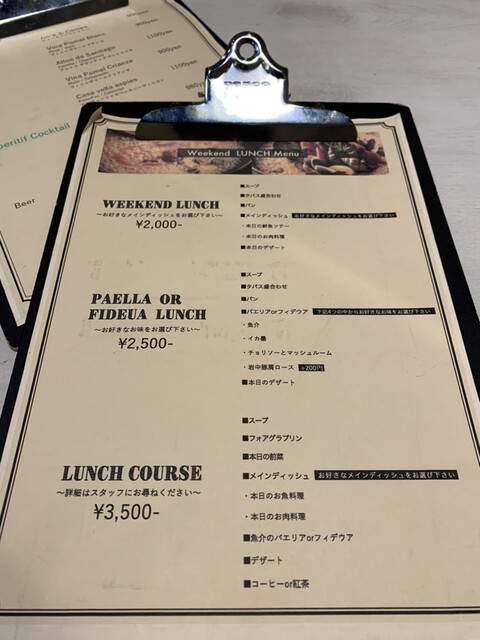 900yen
Vina Pomal Blanc
900yen
Altos de Santiago
1100yen
Vina Pomal Crianza
Casa vella espies
1100yen
980
Aperitif Cocktail
Beer
Weekend LUNCH Menu
WEEKEND LUNCH
〜お好きなメインディッシュをお選び下さい〜
¥2,000-
■スープ
■タパス盛合わせ
■パン
■メインディッシュ お好きなメインディッシュをお選び下さい
・本日の鮮魚ソテー
・本日のお肉料理
■本日のデザート
PAELLA OR
FIDEUA LUNCH
〜お好きなお味をお選び下さい〜
¥2,500-
■スープ
■タパス盛合わせ
■パン
■パエリアorフィデウア 下記4つの中からお好きなお味をお選び下さい
・魚介
・イカ墨
・チョリソーとマッシュルーム
・岩中豚肩ロース +200円
■本日のデザート
LUNCH COURSE
〜詳細はスタッフにお尋ねください〜
¥3,500-
■スープ
■フォアグラプリン
■本日の前菜
■メインディッシュ お好きなメインディッシュをお選び下さい
・本日のお魚料理
・本日のお肉料理
■魚介のパエリアorフィデウア
■デザート
■コーヒーor紅茶